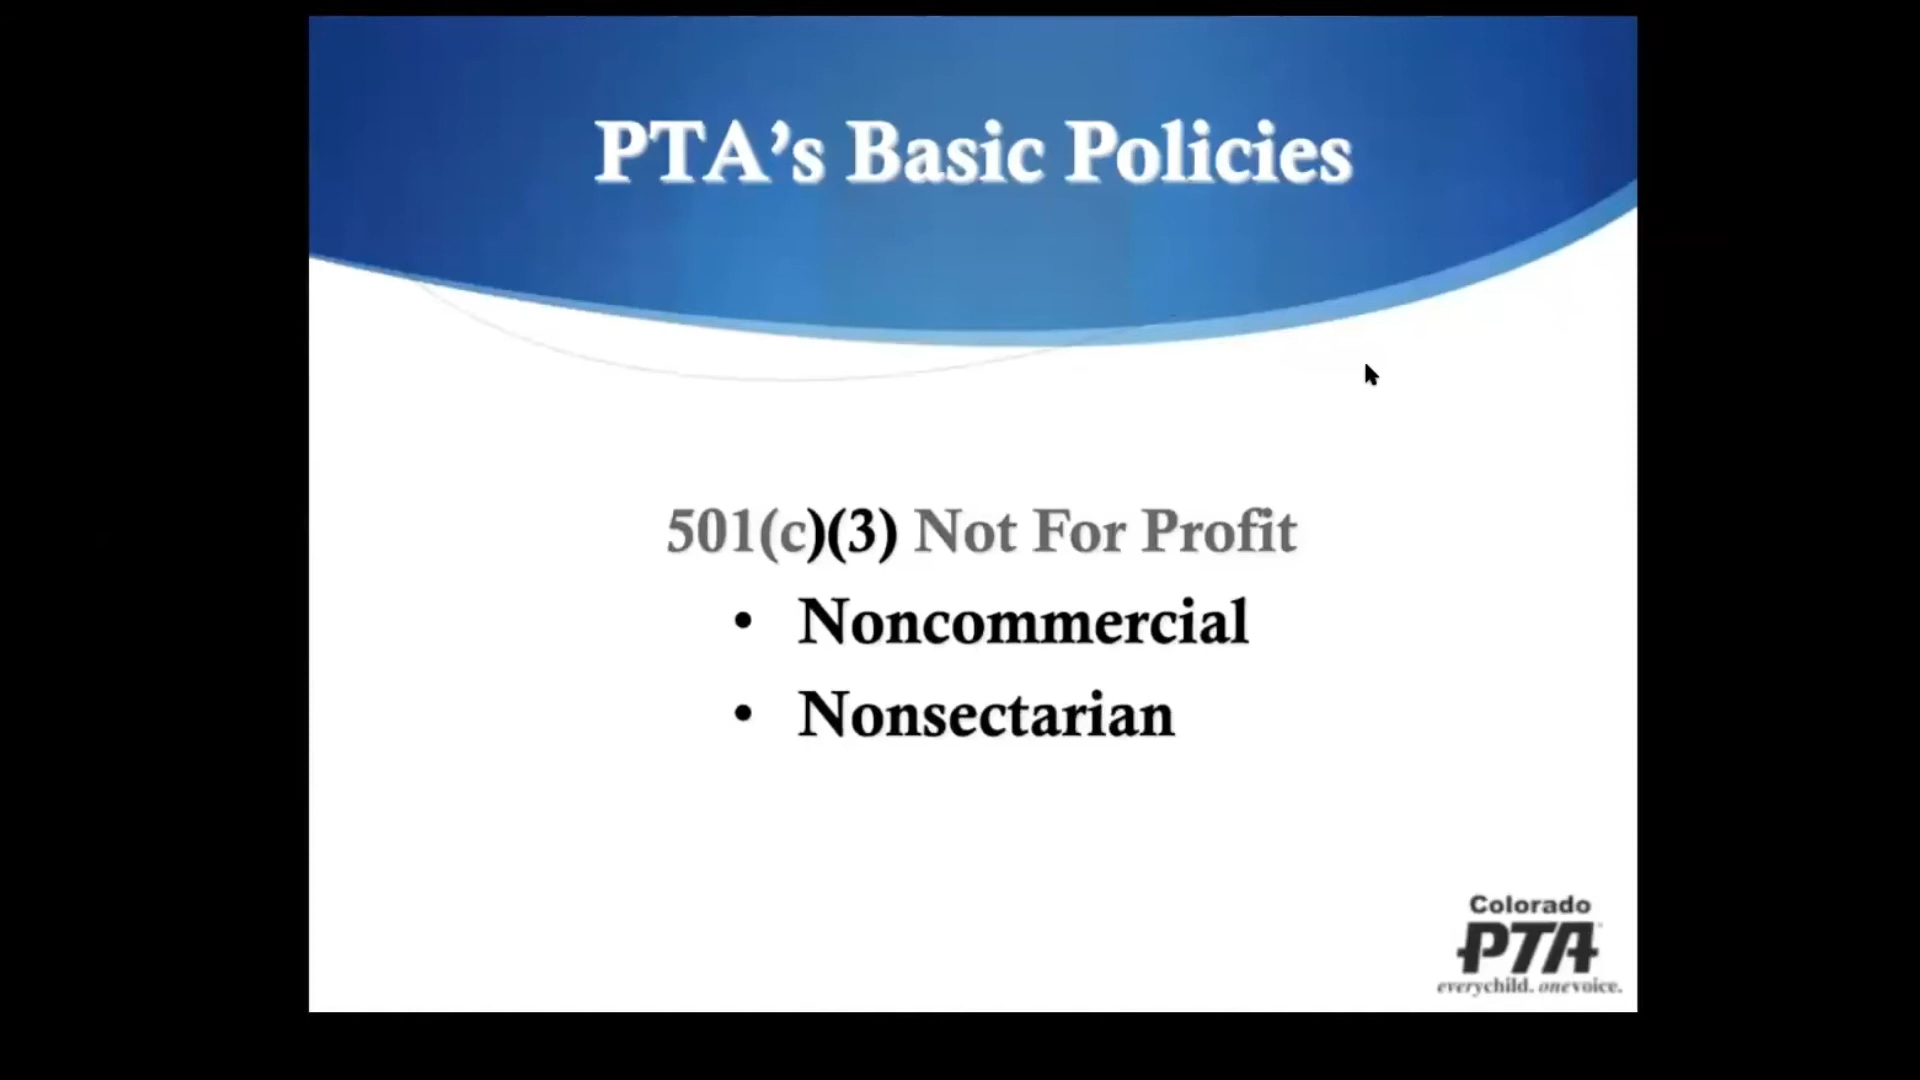 PTA’s Basic Policies
501(c)(3) Not For Profit
• Noncommercial
• Nonsectarian
Colorado
PTA
everychild. onevoice.